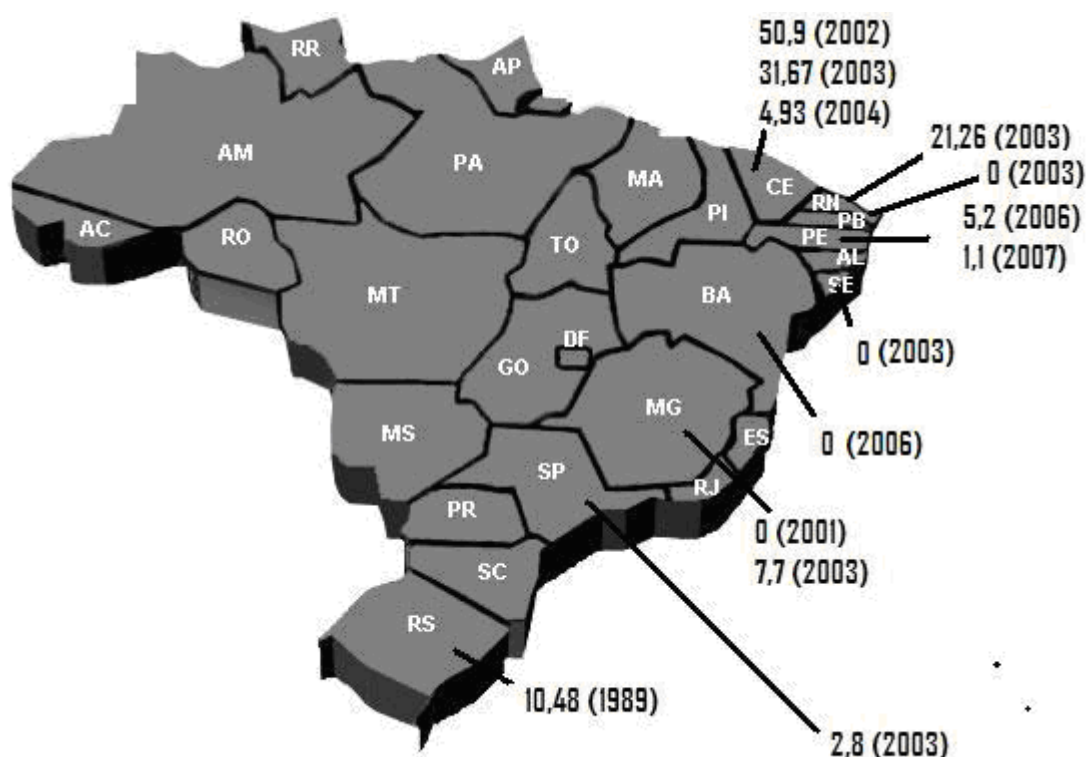 50,9 (2002)
31,67 (2003)
4,93 (2004)
RR
AP
21,26 (2003)
0 (2003)
5,2 (2006)
1,1 (2007)
AM
PA
MA
CE
RN
PB
PI
PE
AL
AC
RO
TO
SE
MT
BA
0 (2003)
DF
GO
MG
0 (2006)
MS
ES
SP
RJ
PR
0 (2001)
7,7 (2003)
SC
RS
10,48 (1989)
2,8 (2003)